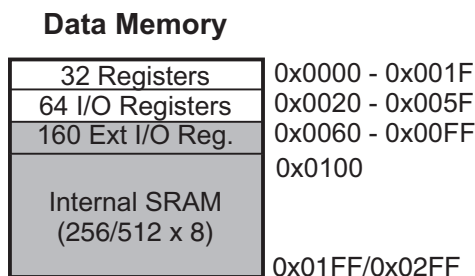 Data Memory
32 Registers 0x0000 - 0x001F
64 I/O Registers 0x0020 - 0x005F
160 Ext I/O Reg. 0x0060 - 0x00FF
0x0100
Internal SRAM
(256/512 x 8)
0x01FF/0x02FF